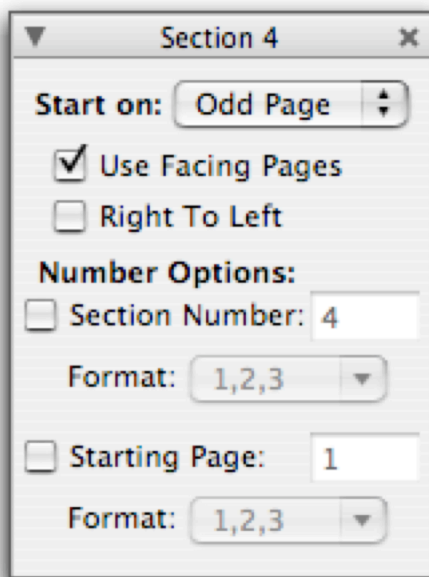 Section 4
Start on: Odd Page
Use Facing Pages
Right To Left
Number Options:
Section Number: 4
Format: 1,2,3
Starting Page: 1
Format: 1,2,3